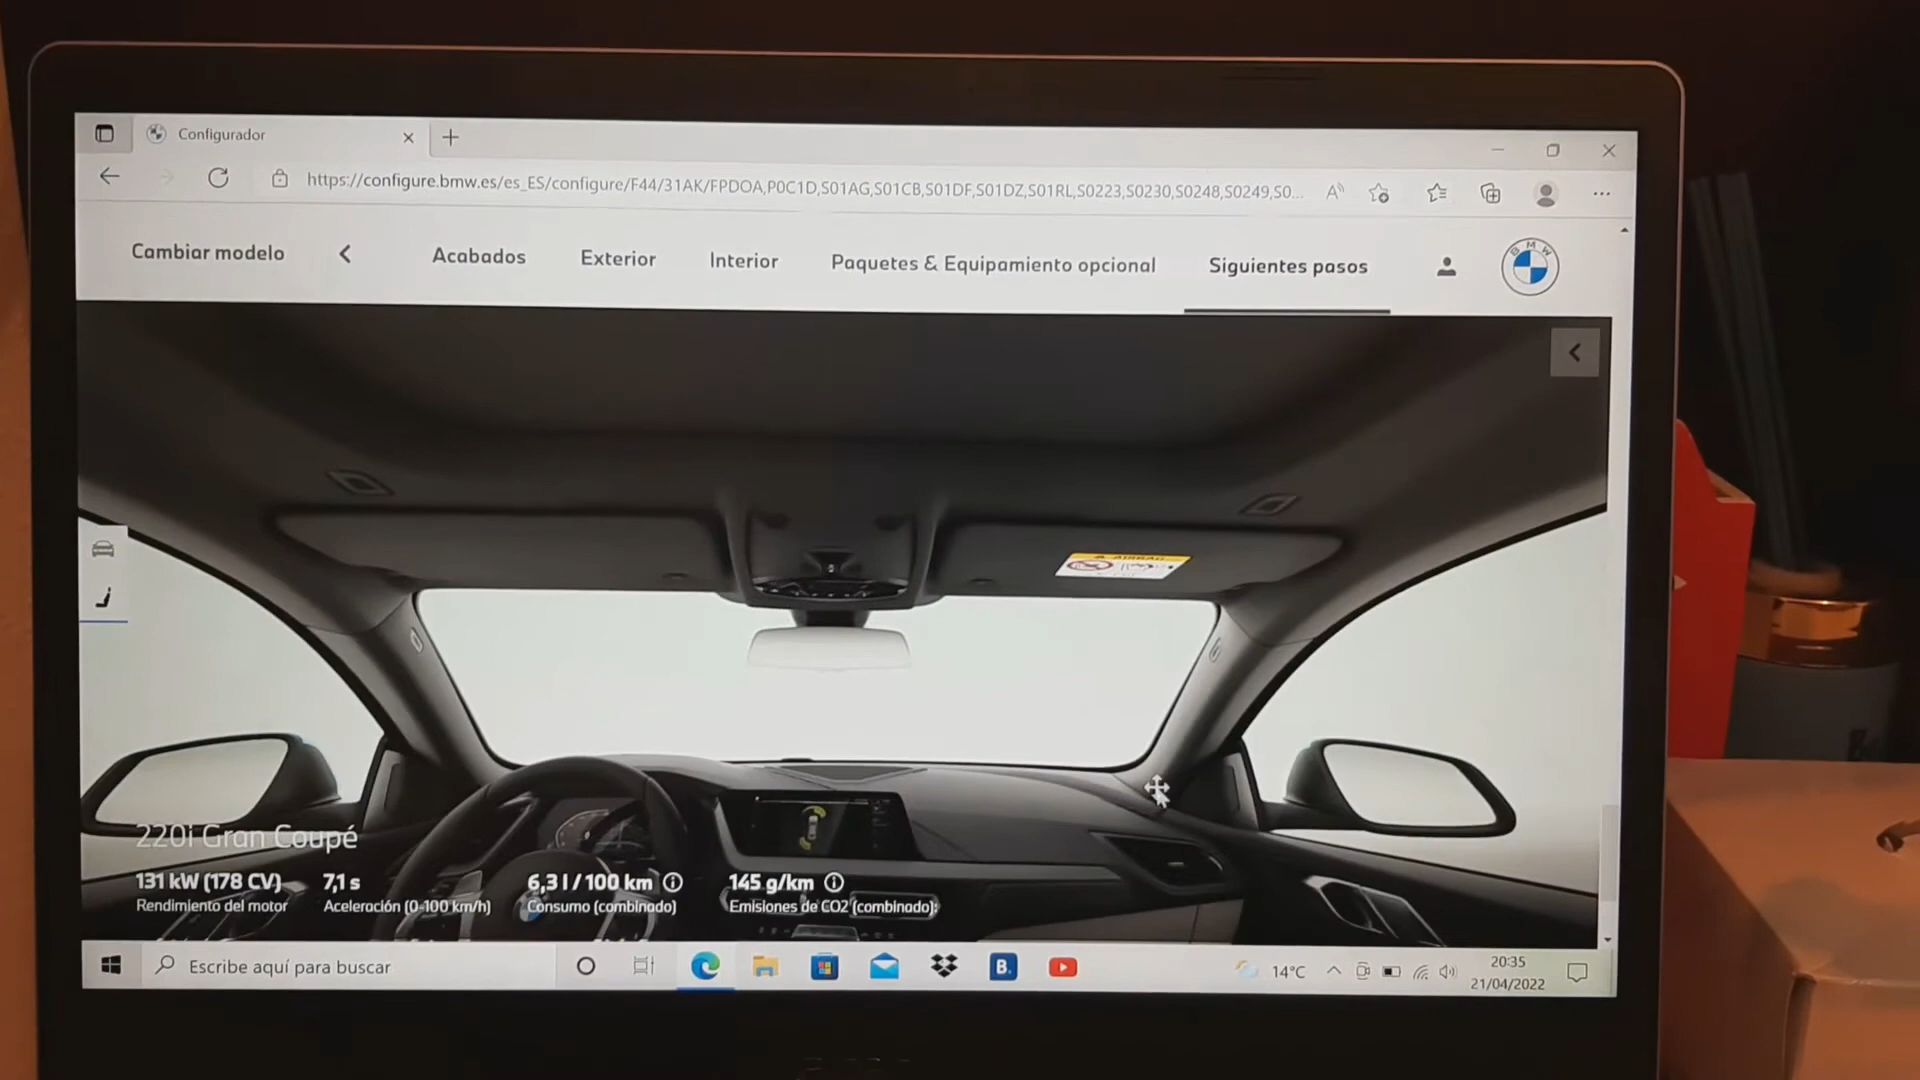 Configurador
https://configure.bmw.es/es_ES/configure/F44/31AK/FPDOA,P0C1D,S01AG,S01CB,S01DF,S01DZ,S01RL,S0223,S0230,S0248,S0249,S0...
Cambiar modelo Acabados Exterior Interior Paquetes & Equipamiento opcional Siguientes pasos
BMW
AIRBAG
220i Gran Coupé
131 kW (178 CV) 7,1 s 6,3 l / 100 km 145 g/km
Rendimiento del motor Aceleración (0-100 km/h) Consumo (combinado) Emisiones de CO2 (combinado):
Escribe aquí para buscar
B.
14°C
20:35
21/04/2022